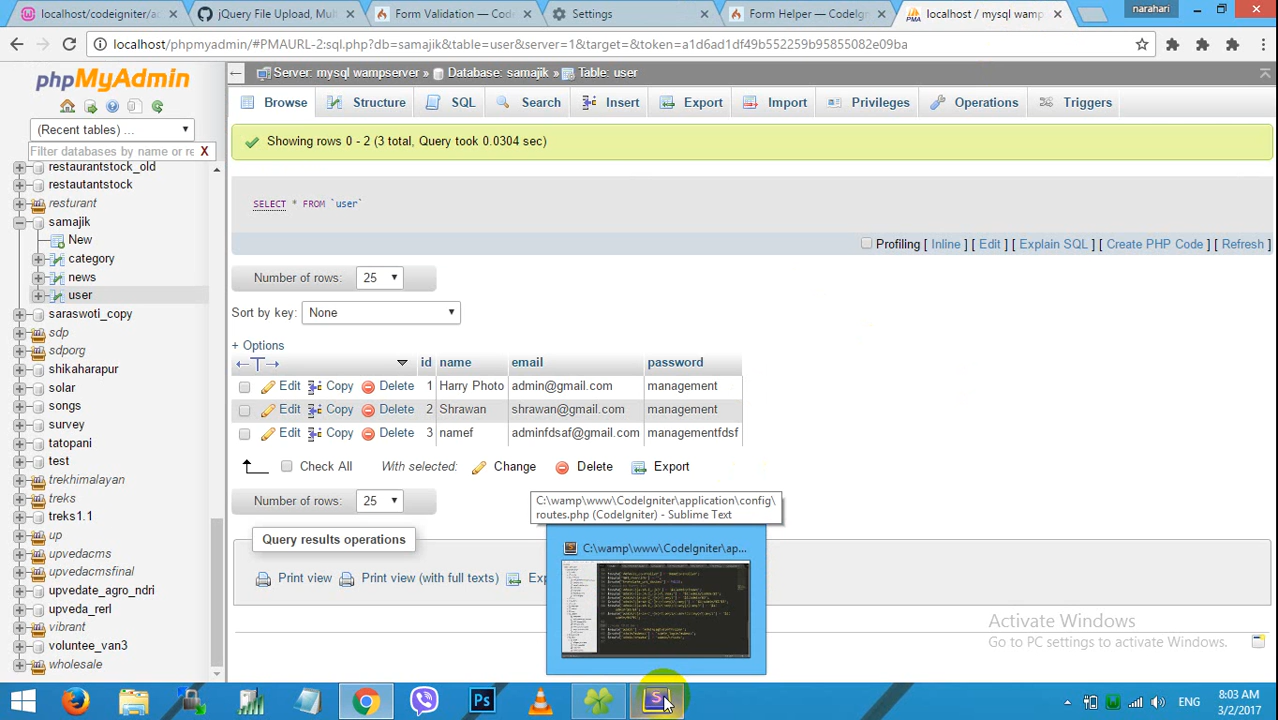 localhost/codeigniter/ac
jQuery File Upload, Mult
Form Validation — Code
Settings
Form Helper — CodeIgn
localhost / mysql wamps
narahari
localhost/phpmyadmin/#PMAURL-2:sql.php?db=samajik&table=user&server=1&target=&token=a1d6ad1df49b552259b95855082e09ba
phpMyAdmin
(Recent tables) ...
Filter databases by name or re X
restaurantstock_old
restautantstock
resturant
samajik
New
category
news
user
saraswoti_copy
sdp
sdporg
shikaharapur
solar
songs
survey
tatopani
test
trekhimalayan
treks
treks1.1
up
upvedacms
upvedacmsfinal
upvedate_agro_ndri
upveda_rerl
vibrant
voluntee_van3
wholesale
Server: mysql wampserver » Database: samajik » Table: user
Browse Structure SQL Search Insert Export Import Privileges Operations Triggers
Showing rows 0 - 2 (3 total, Query took 0.0304 sec)
SELECT * FROM `user`
Profiling [ Inline ] [ Edit ] [ Explain SQL ] [ Create PHP Code ] [ Refresh ]
Number of rows: 25
Sort by key: None
+ Options
id name email password
Edit Copy Delete 1 Harry Photo admin@gmail.com management
Edit Copy Delete 2 Shrawan shrawan@gmail.com management
Edit Copy Delete 3 namef adminfdsaf@gmail.com managementfdsf
Check All With selected: Change Delete Export
Number of rows: 25
C:\wamp\www\CodeIgniter\application\config\
routes.php (CodeIgniter) - Sublime Text
Query results operations
C:\wamp\www\CodeIgniter\ap...
Print view Print view (with full texts) Exp
Activate Windows
Go to PC settings to activate Windows.
ENG
8:03 AM
3/2/2017